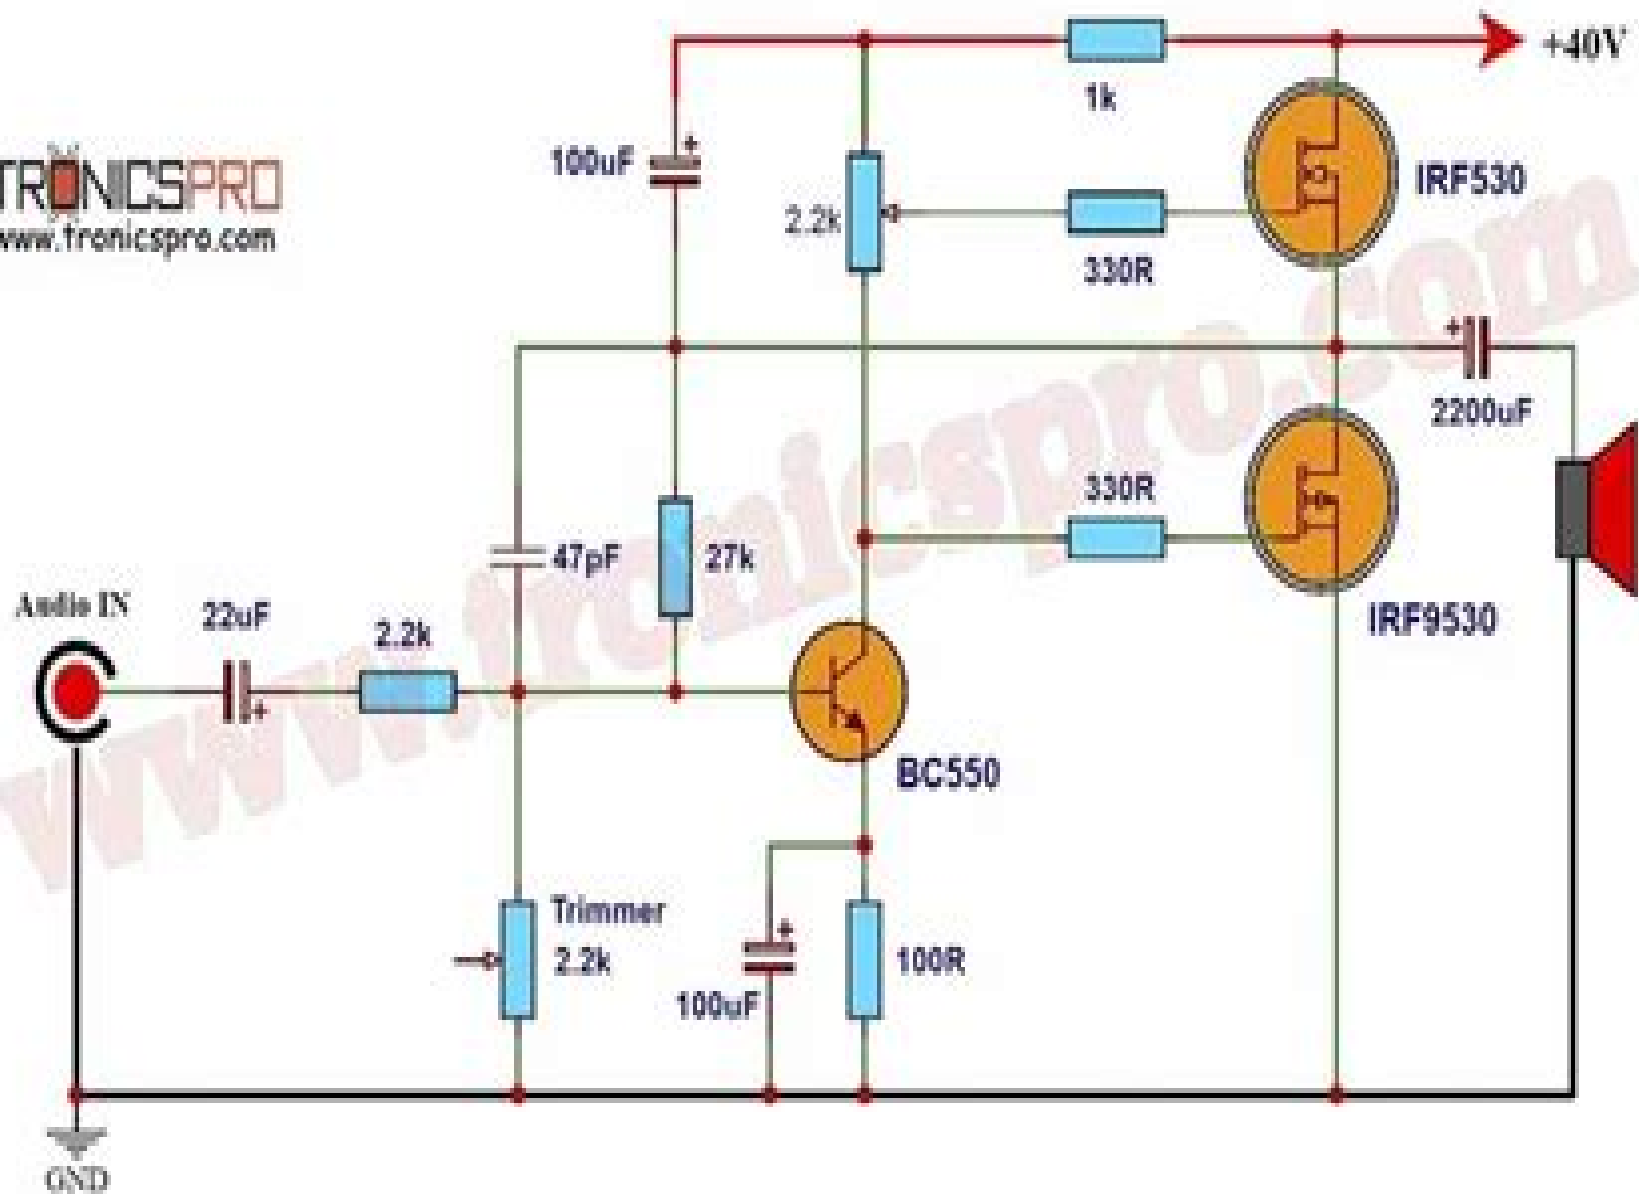 +40V
1k
100uF
TRONICSPRO
www.tronicspro.com
IRF530
2.2k
330R
2200uF
330R
47pF
27k
Audio IN
22uF
2.2k
IRF9530
BC550
Trimmer
2.2k
100R
100uF
GND
www.tronicspro.com